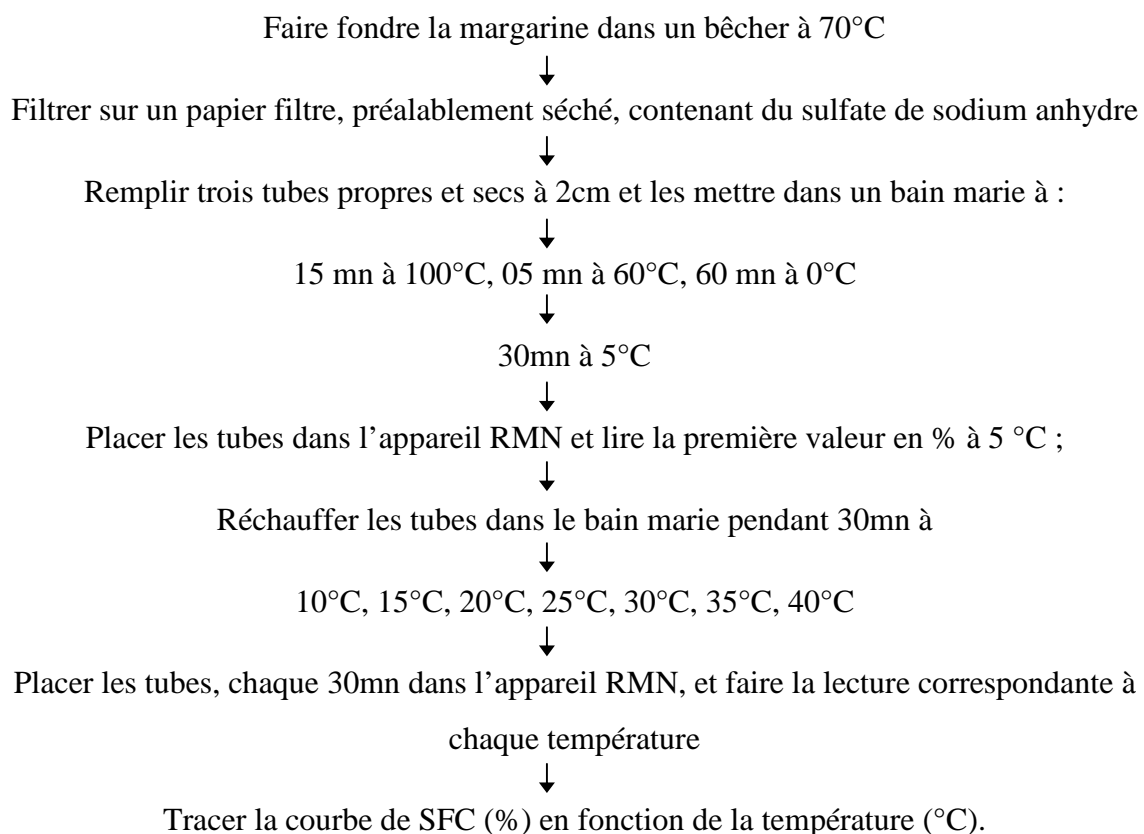 Faire fondre la margarine dans un bêcher à 70°C
Filtrer sur un papier filtre, préalablement séché, contenant du sulfate de sodium anhydre
Remplir trois tubes propres et secs à 2cm et les mettre dans un bain marie à :
15 mn à 100°C, 05 mn à 60°C, 60 mn à 0°C
30mn à 5°C
Placer les tubes dans l'appareil RMN et lire la première valeur en % à 5 °C ;
Réchauffer les tubes dans le bain marie pendant 30mn à
10°C, 15°C, 20°C, 25°C, 30°C, 35°C, 40°C
Placer les tubes, chaque 30mn dans l'appareil RMN, et faire la lecture correspondante à
chaque température
Tracer la courbe de SFC (%) en fonction de la température (°C).